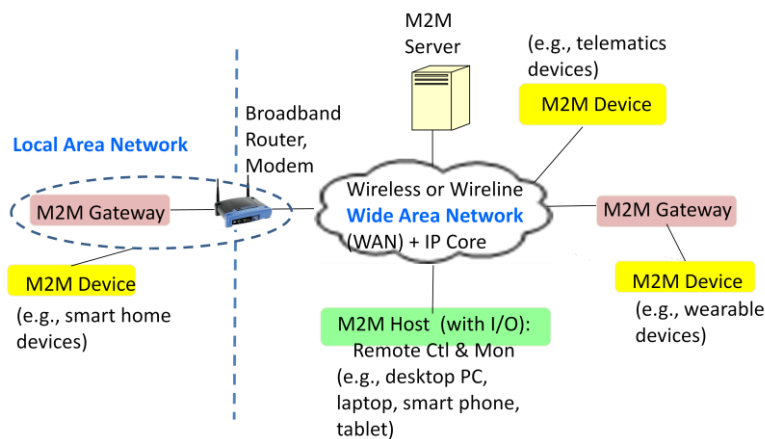 M2M
Server
(e.g., telematics
devices)
M2M Device
Broadband
Router,
Modem
Local Area Network
M2M Gateway
Wireless or Wireline
Wide Area Network
(WAN) + IP Core
M2M Gateway
M2M Device
(e.g., smart home
devices)
M2M Device
(e.g., wearable
devices)
M2M Host (with I/O):
Remote Ctl & Mon
(e.g., desktop PC,
laptop, smart phone,
tablet)